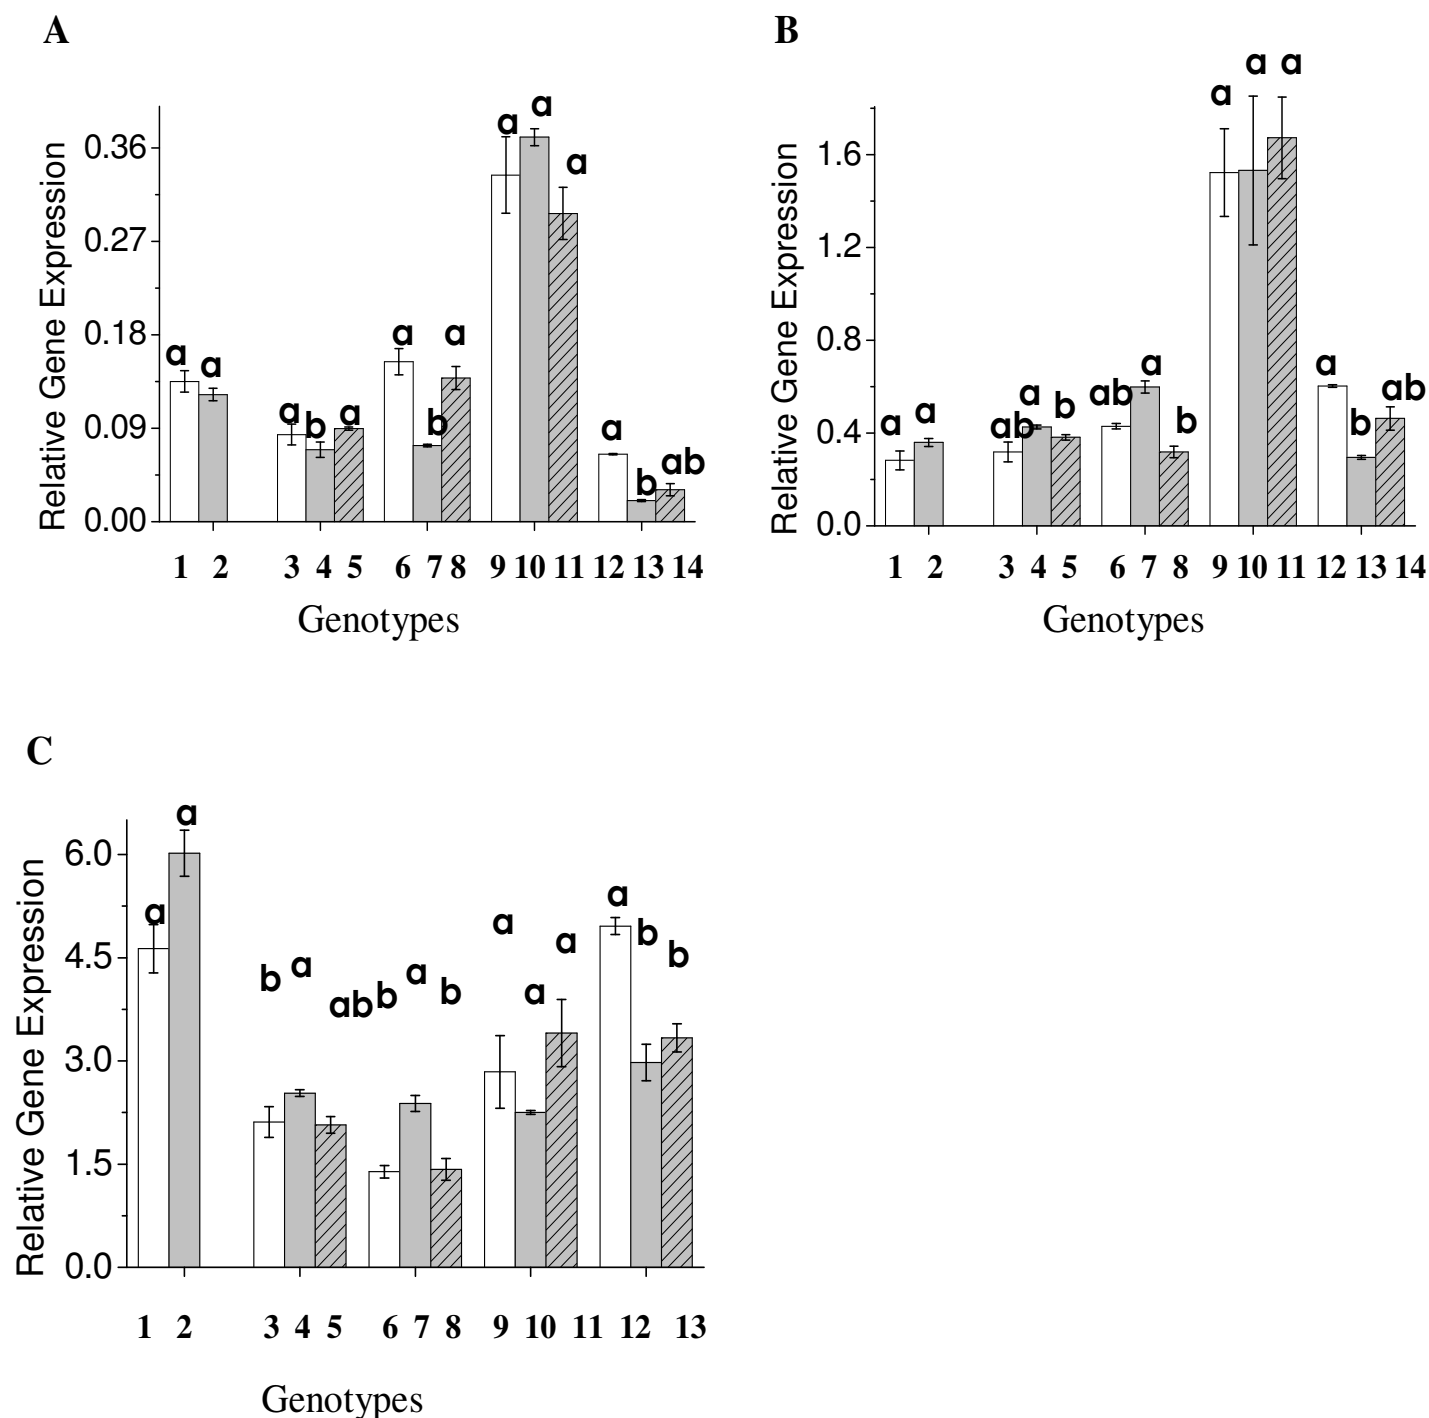 A
Relative Gene Expression
0.36
0.27
0.18
0.09
0.00
a a a b a a b a a a a a b ab
1 2 3 4 5 6 7 8 9 10 11 12 13 14
Genotypes
B
Relative Gene Expression
1.6
1.2
0.8
0.4
0.0
a a ab a b ab a b a a a a b ab
1 2 3 4 5 6 7 8 9 10 11 12 13 14
Genotypes
C
Relative Gene Expression
6.0
4.5
3.0
1.5
0.0
a a b a ab b a b a a a a b b
1 2 3 4 5 6 7 8 9 10 11 12 13
Genotypes